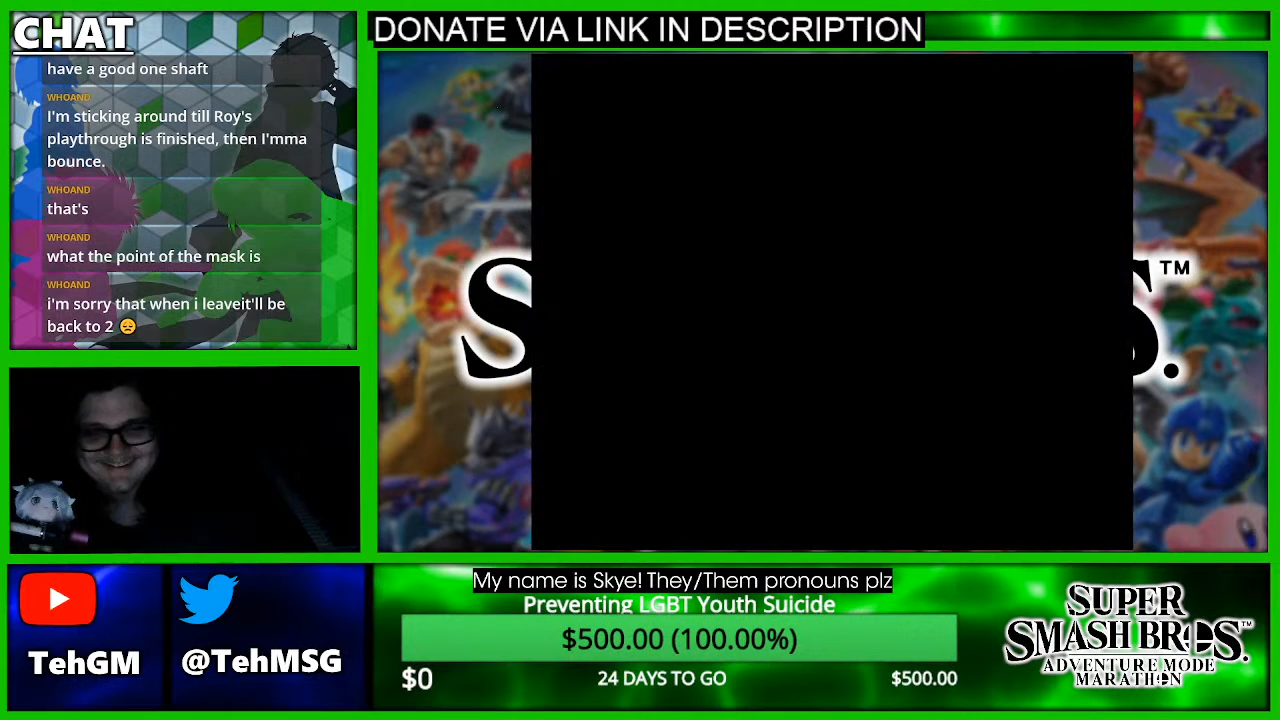 CHAT
DONATE VIA LINK IN DESCRIPTION
have a good one shaft
WHOAND
I'm sticking around till Roy's
playthrough is finished, then I'mma
bounce.
WHOAND
that's
WHOAND
what the point of the mask is
WHOAND
i'm sorry that when i leaveit'll be
back to 2 😞
S S.™
TehGM
@TehMSG
My name is Skye! They/Them pronouns plz
Preventing LGBT Youth Suicide
$500.00 (100.00%)
$0 24 DAYS TO GO $500.00
SUPER
SMASH BROS.™
ADVENTURE MODE
MARATHON